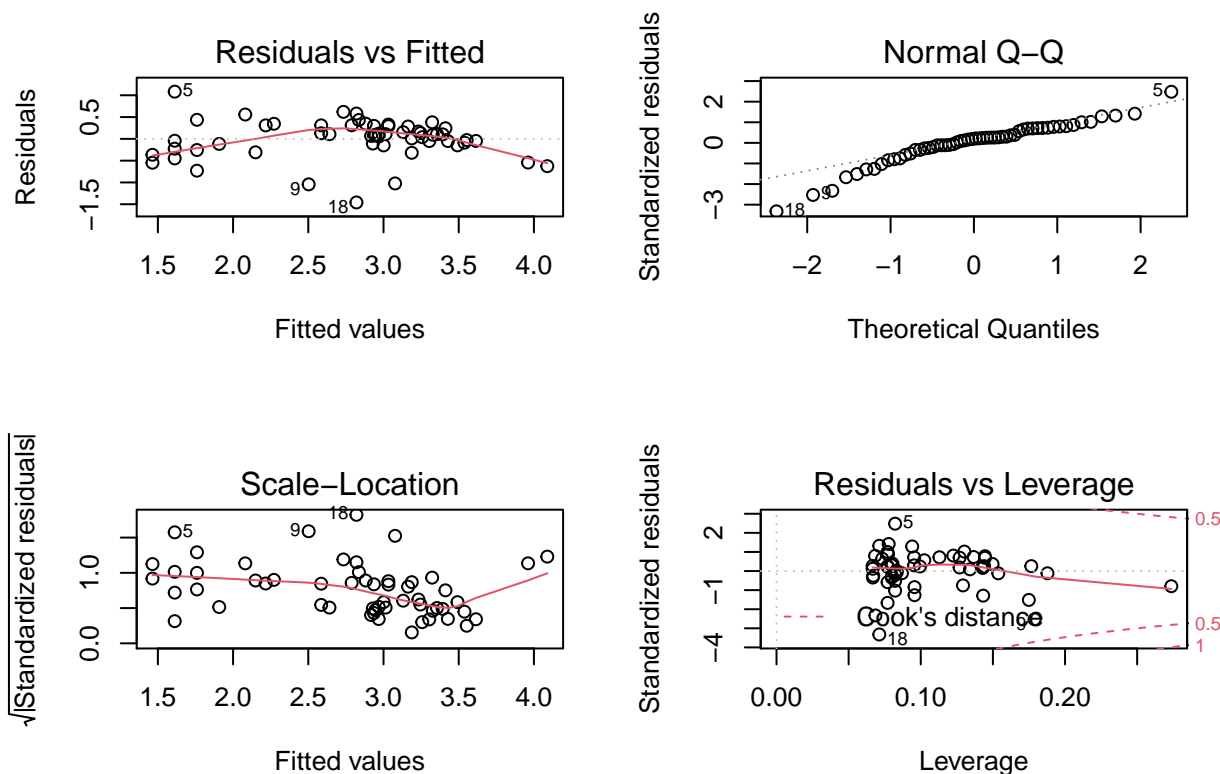 Residuals vs Fitted
Residuals
0.5
−1.5
5
9
18
1.5 2.0 2.5 3.0 3.5 4.0
Fitted values
Normal Q−Q
Standardized residuals
2
0
−3
5
9
18
−2 −1 0 1 2
Theoretical Quantiles
Scale−Location
√|Standardized residuals|
1.0
0.0
18
5
9
1.5 2.0 2.5 3.0 3.5 4.0
Fitted values
Residuals vs Leverage
Standardized residuals
2
−1
−4
5
18
Cook's distance
0.5
0.5
1
0.00 0.10 0.20
Leverage